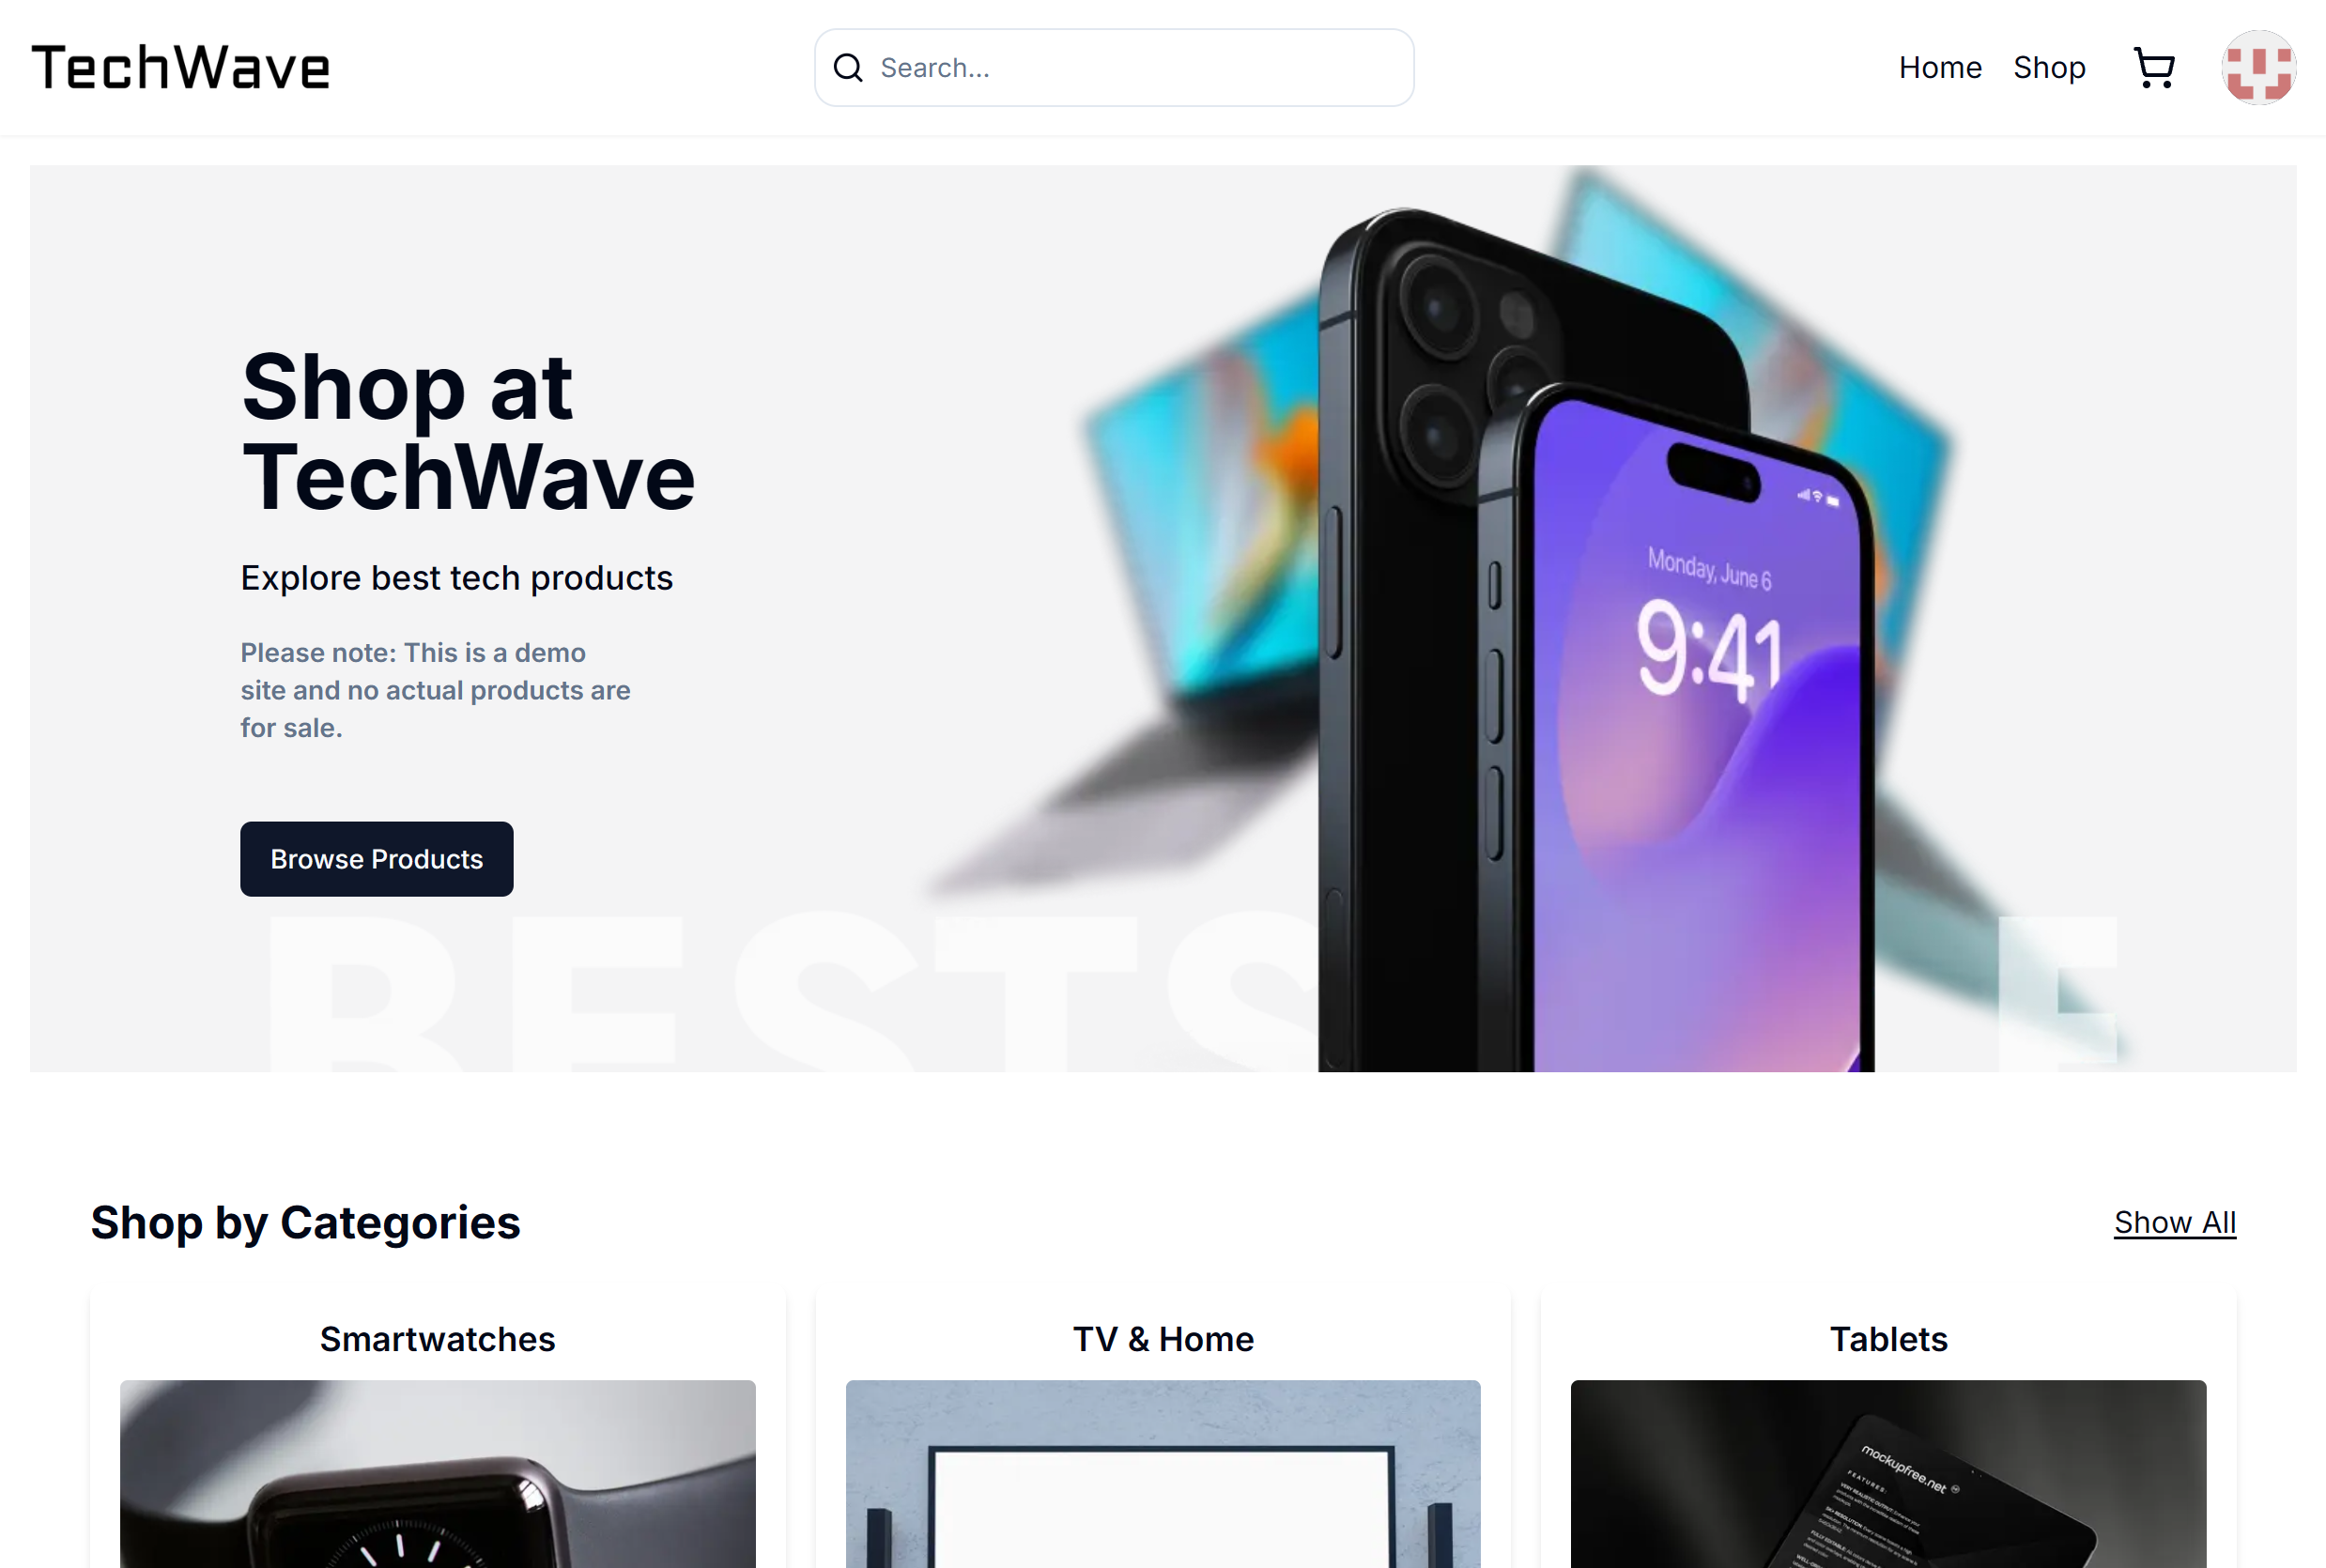 TechWave
Search...
Home
Shop
Shop at
TechWave
Explore best tech products
Please note: This is a demo
site and no actual products are
for sale.
Browse Products
Monday, June 6
9:41
BESTS E
Shop by Categories
Show All
Smartwatches
TV & Home
Tablets
mockupfree.net
FEATURES: